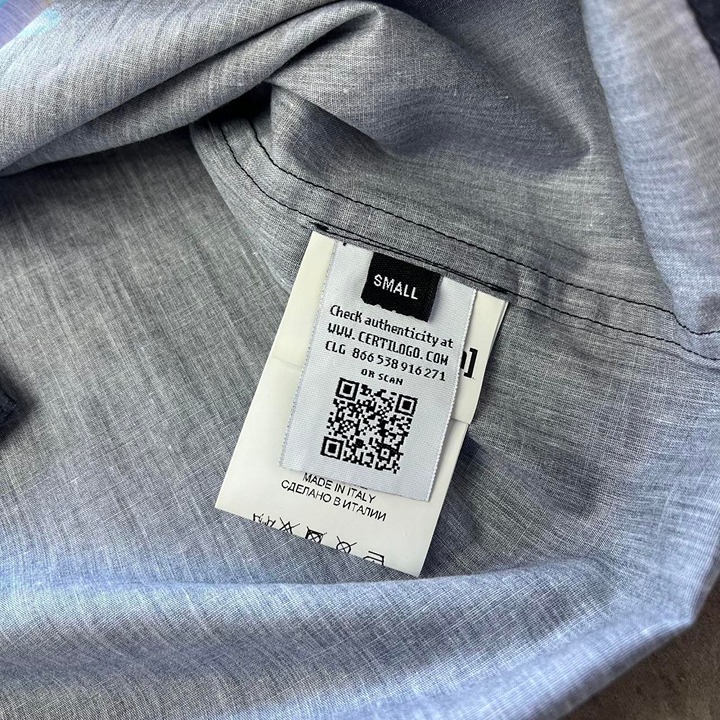 SMALL
Check authenticity at
WWW.CERTILOGO.COM
CLG 866 538 916 271
OR SCAN
]
MADE IN ITALY
СДЕЛАНО В ИТАЛИИ